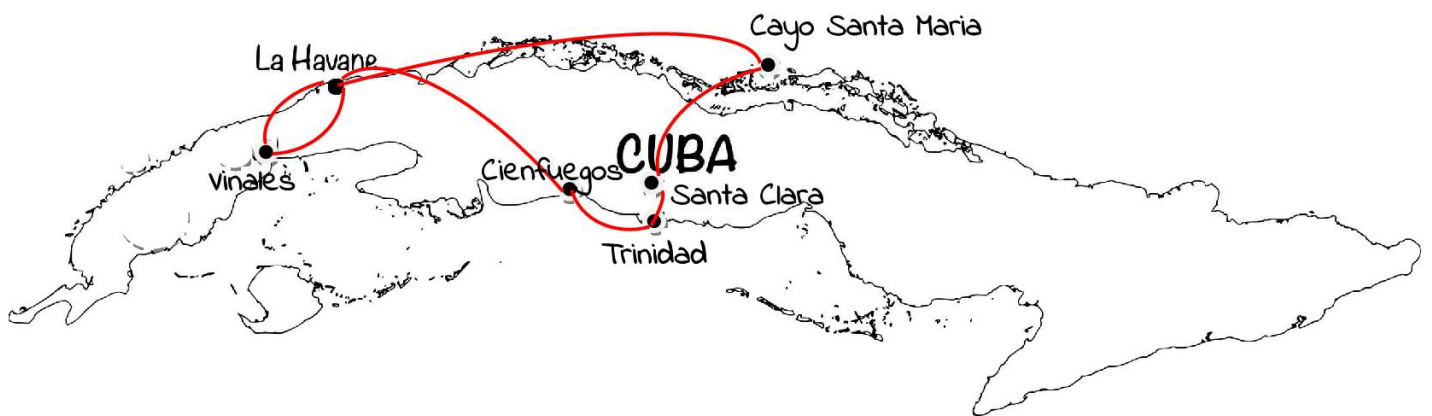 Cayo Santa Maria
La Havane
CUBA
Cienfuegos
vinales
Santa Clara
Trinidad